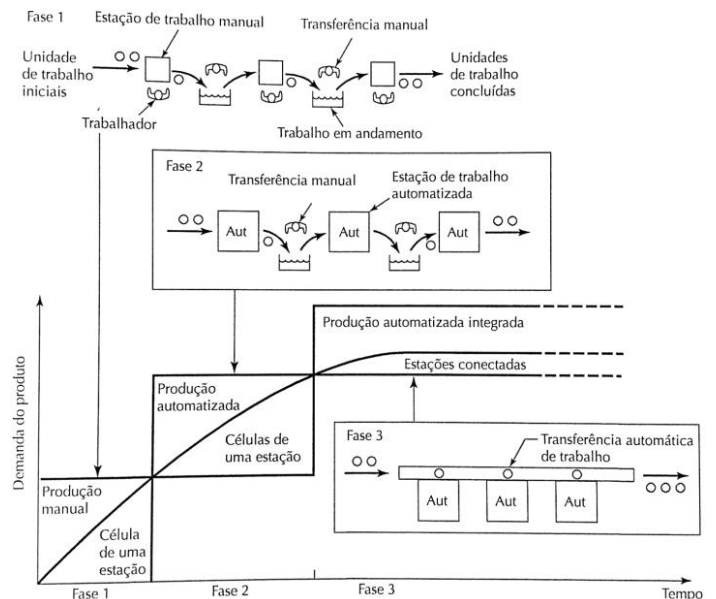 Fase 1
Estação de trabalho manual
Transferência manual
Unidade
de trabalho
iniciais
Unidades
de trabalho
concluídas
Trabalhador
Trabalho em andamento
Fase 2
Transferência manual
Estação de trabalho
automatizada
Aut
Aut
Aut
Demanda do produto
Produção automatizada integrada
Estações conectadas
Produção
automatizada
Células de
uma estação
Produção
manual
Célula
de uma
estação
Fase 3
Transferência automática
de trabalho
Aut
Aut
Aut
Fase 1
Fase 2
Fase 3
Tempo